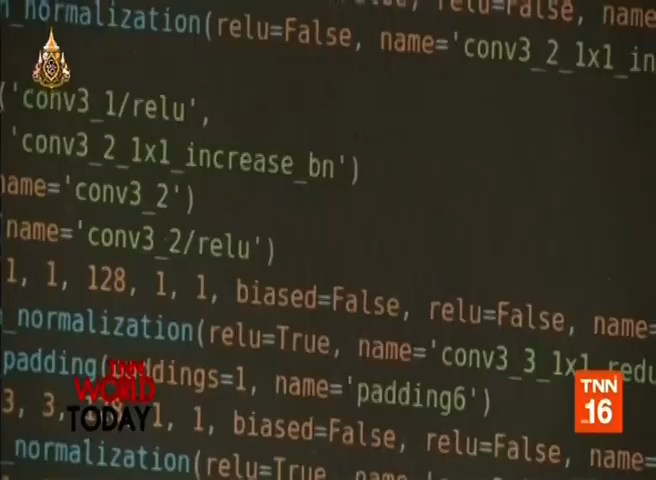 _normalization(relu=False, name='conv3_2_1x1_in
('conv3_1/relu',
'conv3_2_1x1_increase_bn')
name='conv3_2')
name='conv3_2/relu')
1, 1, 128, 1, 1, biased=False, relu=False, name=
_normalization(relu=True, name='conv3_3_1x1_redu
padding(paddings=1, name='padding6')
3, 3, 1, 1, biased=False, relu=False, name=
_normalization(relu=True, name=
TNN
WORLD
TODAY
TNN
16